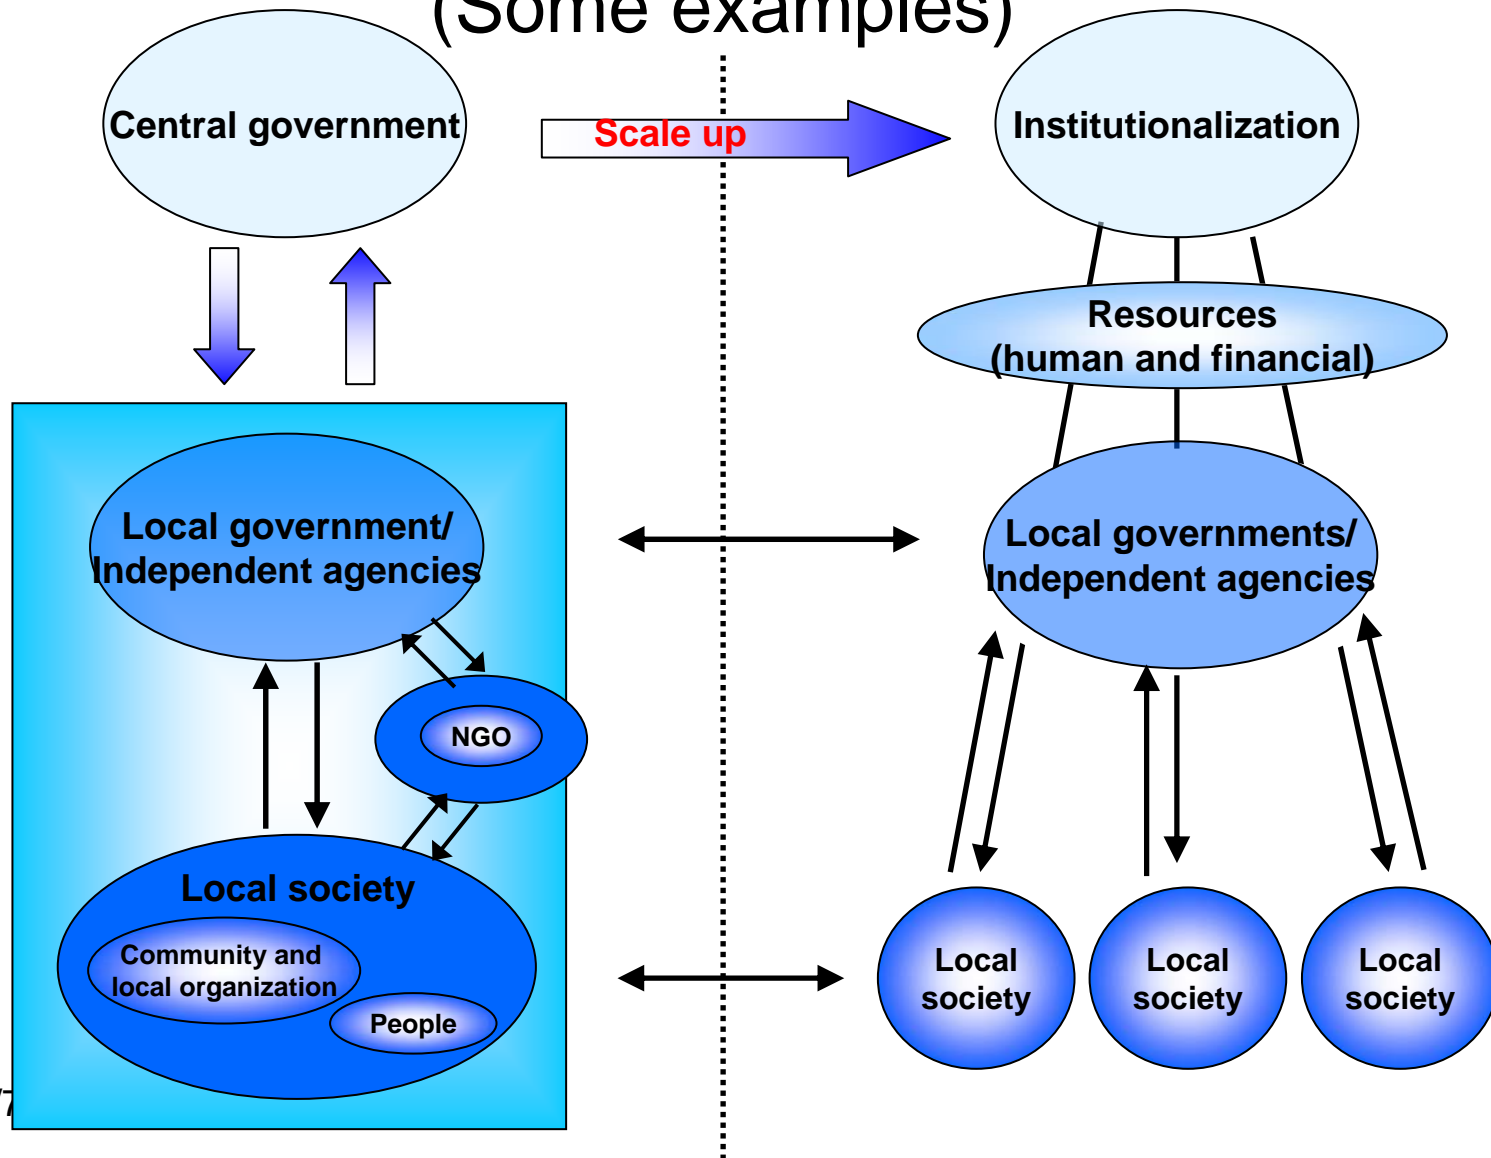 (Some examples)
Central government
Scale up
Institutionalization
Resources
(human and financial)
Local government/
Independent agencies
Local governments/
Independent agencies
NGO
Local society
Community and
local organization
People
Local
society
Local
society
Local
society